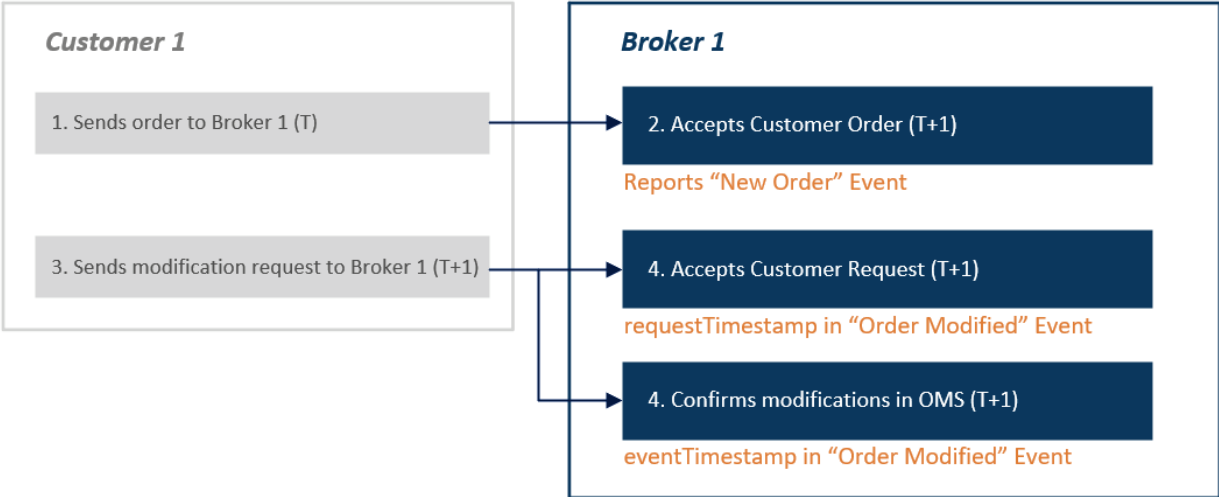 Customer 1
1. Sends order to Broker 1 (T)
3. Sends modification request to Broker 1 (T+1)
Broker 1
2. Accepts Customer Order (T+1)
Reports “New Order” Event
4. Accepts Customer Request (T+1)
requestTimestamp in “Order Modified” Event
4. Confirms modifications in OMS (T+1)
eventTimestamp in “Order Modified” Event